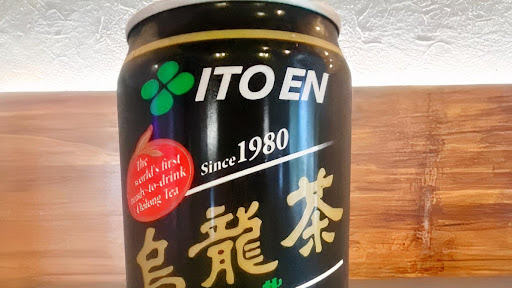 ITO EN
The
world's first
ready-to-drink
Oolong Tea
Since 1980
烏龍茶